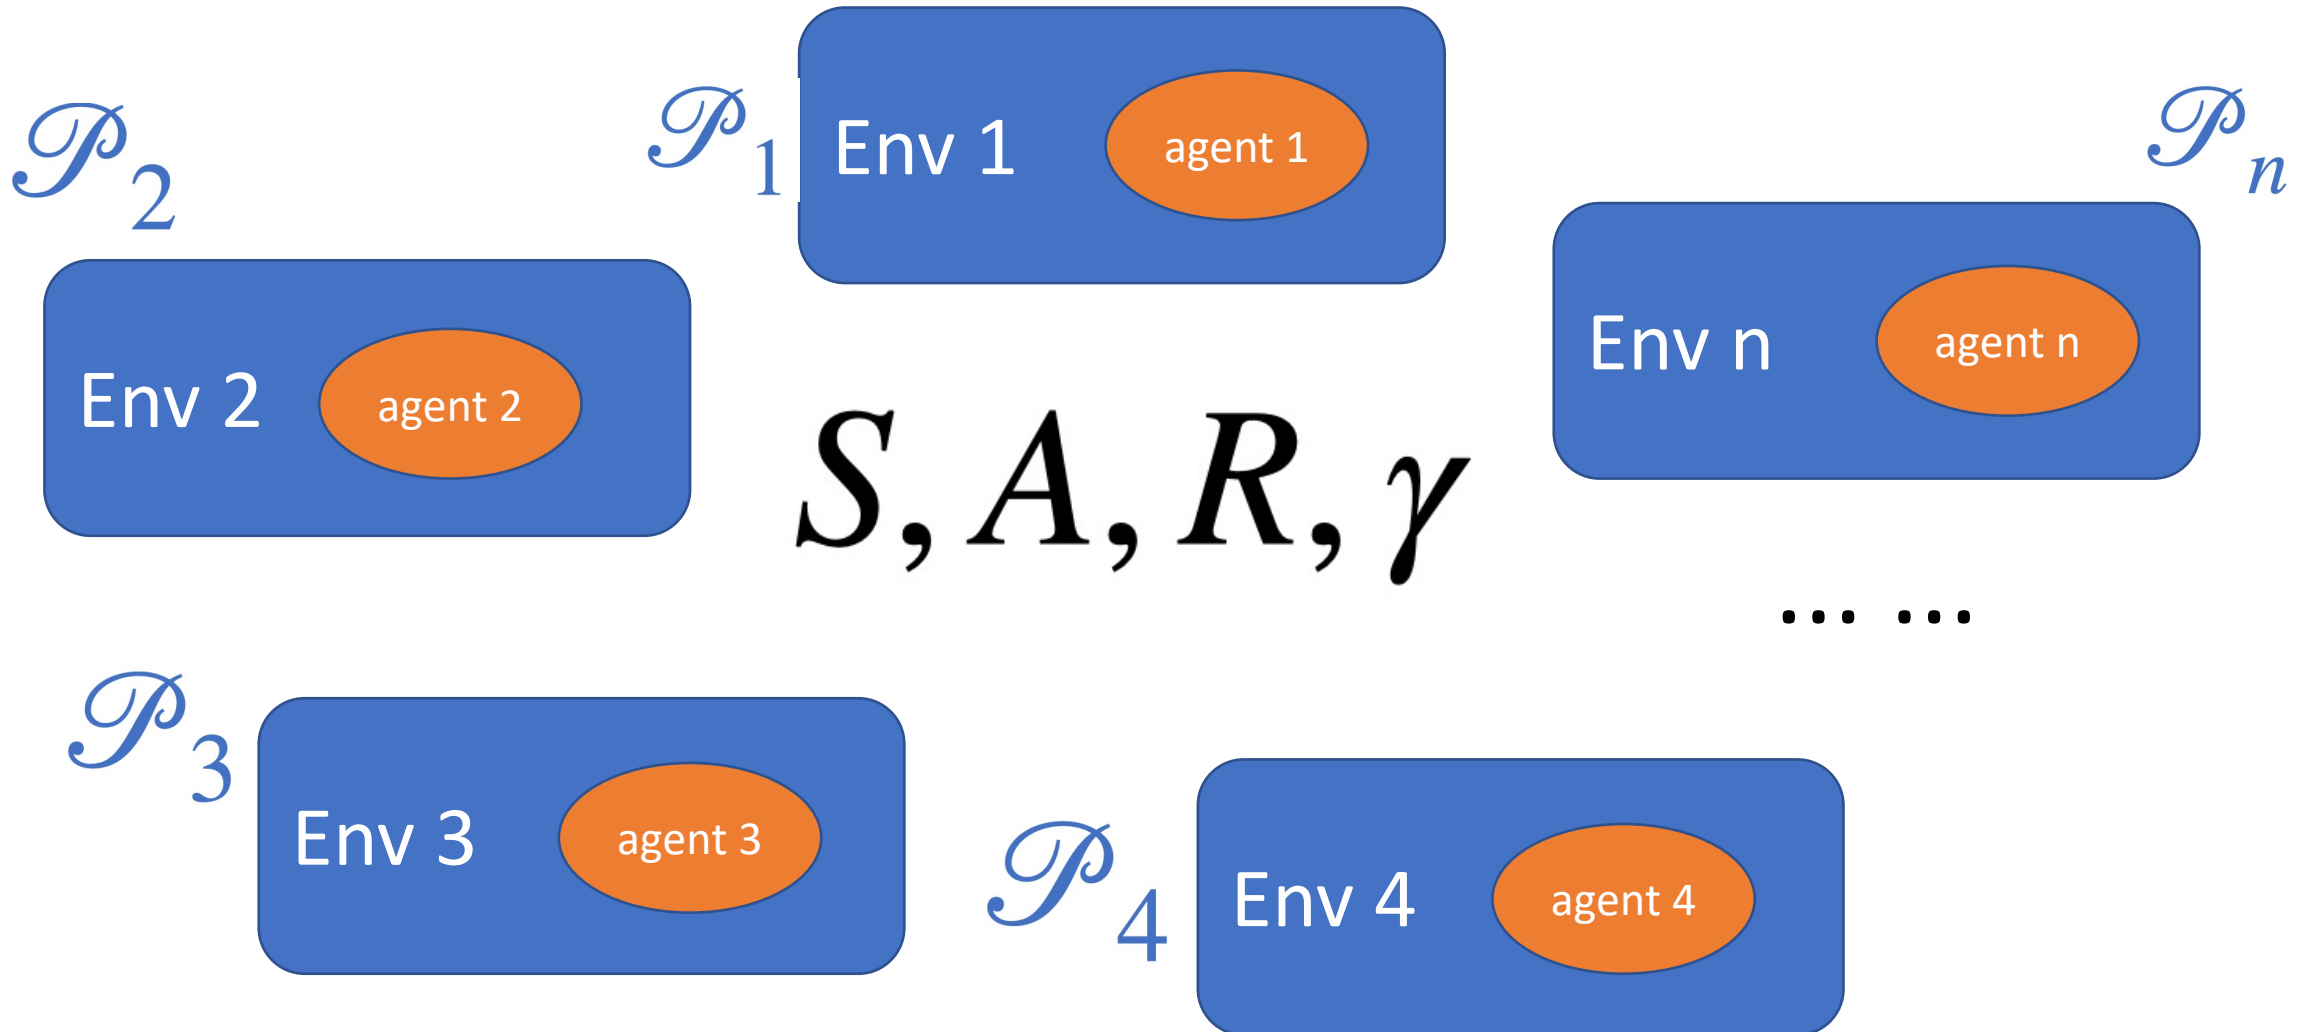 𝒫₁
Env 1
agent 1
𝒫₂
Env 2
agent 2
𝒫ₙ
Env n
agent n
S, A, R, γ
... ...
𝒫₃
Env 3
agent 3
𝒫₄
Env 4
agent 4